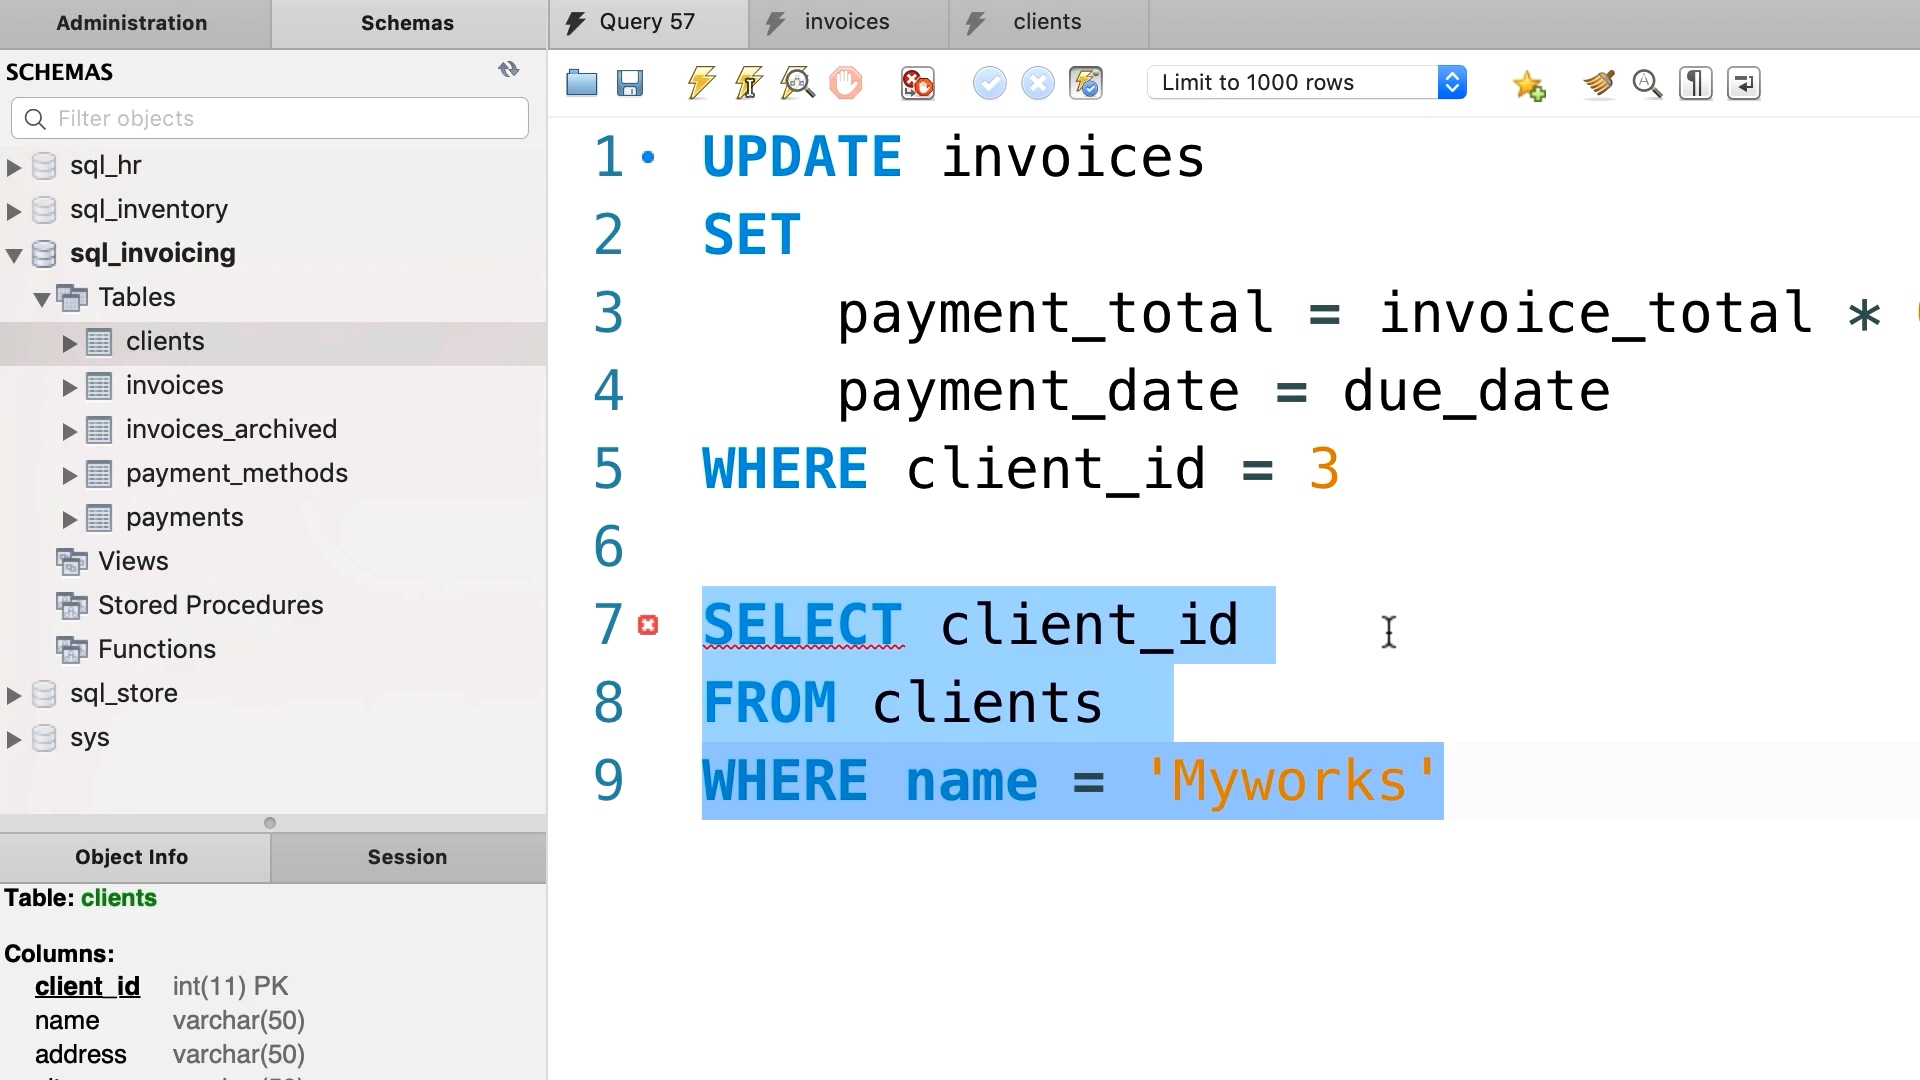 Administration
Schemas
Query 57
invoices
clients
SCHEMAS
Filter objects
Limit to 1000 rows
sql_hr
sql_inventory
sql_invoicing
Tables
clients
invoices
invoices_archived
payment_methods
payments
Views
Stored Procedures
Functions
sql_store
sys
1 UPDATE invoices
2 SET
3 payment_total = invoice_total *
4 payment_date = due_date
5 WHERE client_id = 3
6
7 SELECT client_id
8 FROM clients
9 WHERE name = 'Myworks'
Object Info
Session
Table: clients
Columns:
client_id int(11) PK
name varchar(50)
address varchar(50)